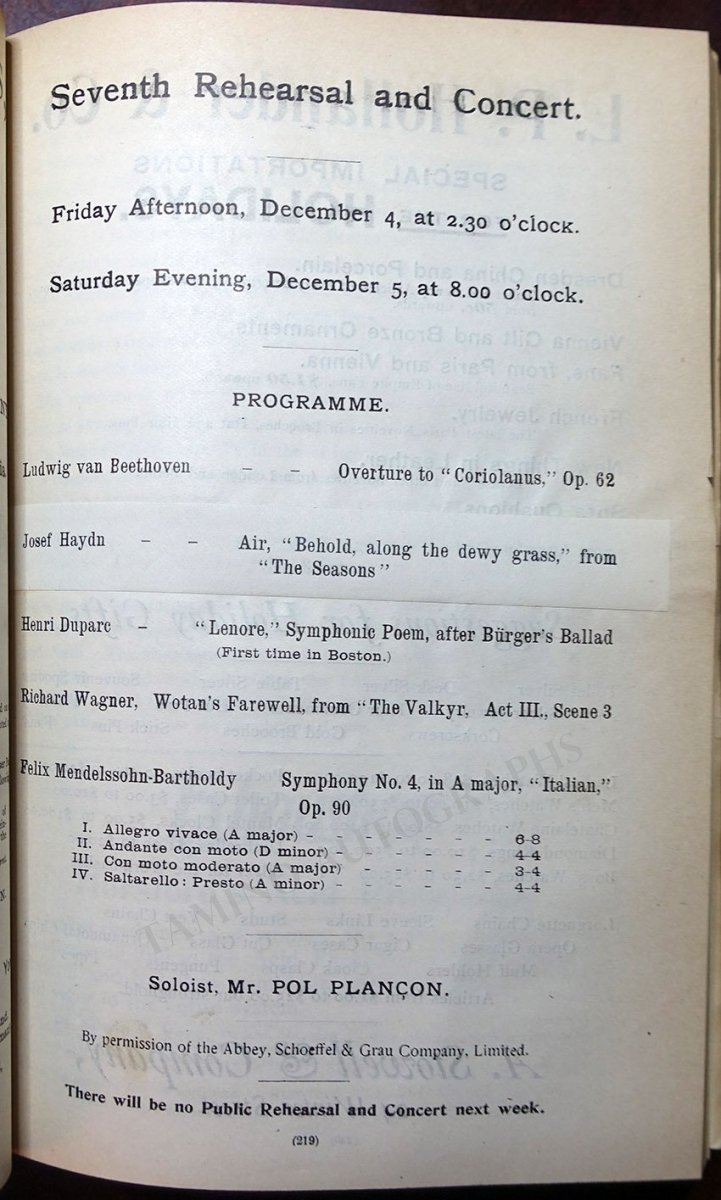 Seventh Rehearsal and Concert.
Friday Afternoon, December 4, at 2.30 o'clock.
Saturday Evening, December 5, at 8.00 o'clock.
PROGRAMME.
Ludwig van Beethoven - - Overture to "Coriolanus," Op. 62
Josef Haydn - - Air, "Behold, along the dewy grass," from
"The Seasons"
Henri Duparc - "Lenore," Symphonic Poem, after Bürger's Ballad
(First time in Boston.)
Richard Wagner, Wotan's Farewell, from "The Valkyr, Act III., Scene 3
Felix Mendelssohn-Bartholdy Symphony No. 4, in A major, "Italian,"
Op. 90
I. Allegro vivace (A major) - - - - - - - 6-8
II. Andante con moto (D minor) - - - - - - 4-4
III. Con moto moderato (A major) - - - - - 3-4
IV. Saltarello: Presto (A minor) - - - - - - 4-4
TAMINO AUTOGRAPHS
Soloist, Mr. POL PLANÇON.
By permission of the Abbey, Schoeffel & Grau Company, Limited.
There will be no Public Rehearsal and Concert next week.
(219)